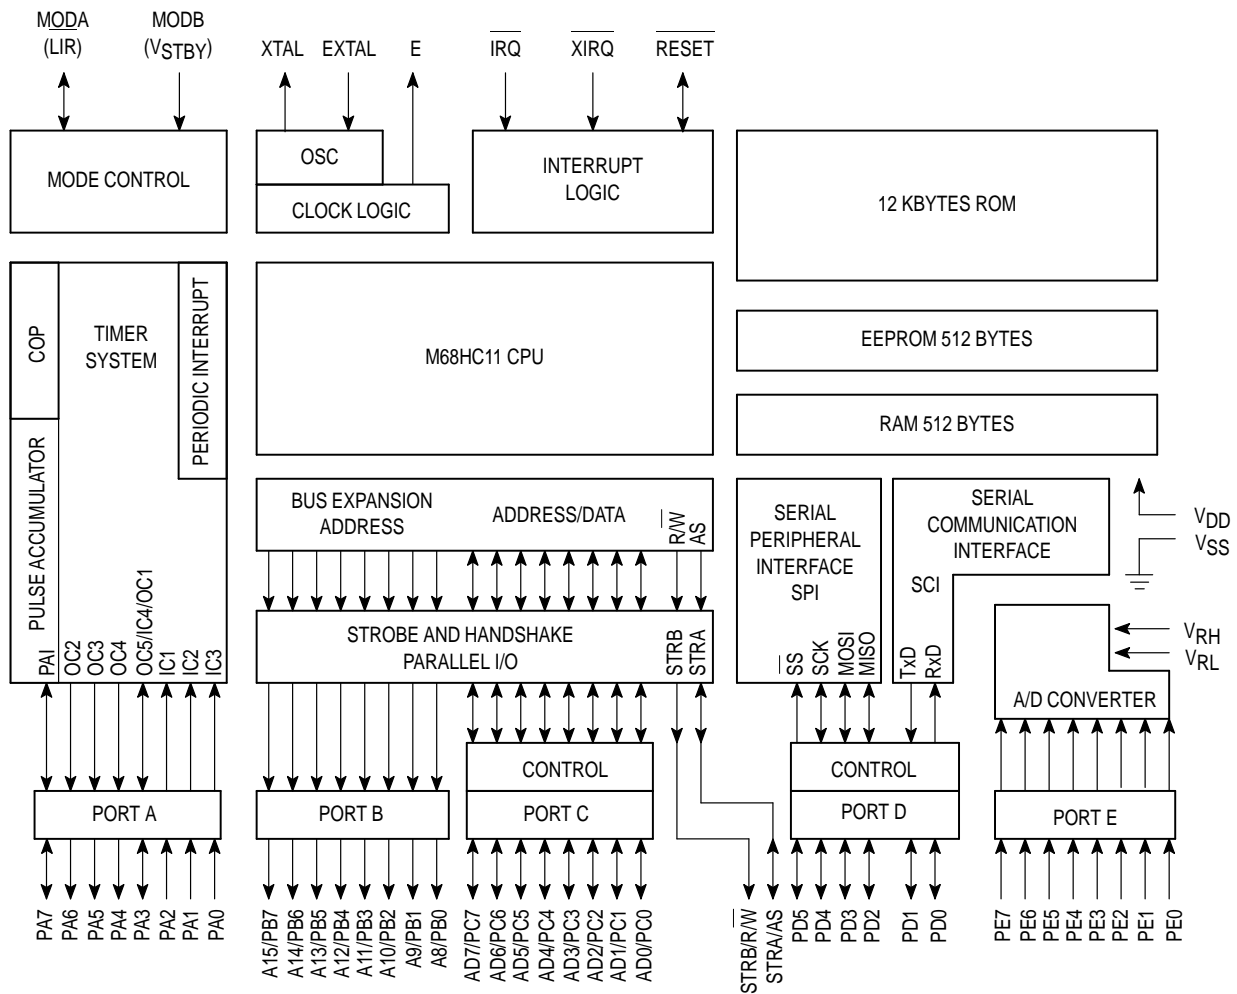 MODA
(LIR)
MODB
(VSTBY)
XTAL
EXTAL
E
IRQ
XIRQ
RESET
MODE CONTROL
OSC
CLOCK LOGIC
INTERRUPT
LOGIC
12 KBYTES ROM
COP
TIMER
SYSTEM
PERIODIC INTERRUPT
M68HC11 CPU
EEPROM 512 BYTES
RAM 512 BYTES
PULSE ACCUMULATOR
PAI
OC2
OC3
OC4
OC5/IC4/OC1
IC1
IC2
IC3
BUS EXPANSION
ADDRESS
ADDRESS/DATA
R/W
AS
STROBE AND HANDSHAKE
PARALLEL I/O
STRB
STRA
SERIAL
PERIPHERAL
INTERFACE
SPI
SS
SCK
MOSI
MISO
SERIAL
COMMUNICATION
INTERFACE
SCI
TxD
RxD
VDD
VSS
VRH
VRL
A/D CONVERTER
CONTROL
CONTROL
PORT A
PORT B
PORT C
PORT D
PORT E
PA7
PA6
PA5
PA4
PA3
PA2
PA1
PA0
A15/PB7
A14/PB6
A13/PB5
A12/PB4
A11/PB3
A10/PB2
A9/PB1
A8/PB0
AD7/PC7
AD6/PC6
AD5/PC5
AD4/PC4
AD3/PC3
AD2/PC2
AD1/PC1
AD0/PC0
STRB/R/W
STRA/AS
PD5
PD4
PD3
PD2
PD1
PD0
PE7
PE6
PE5
PE4
PE3
PE2
PE1
PE0